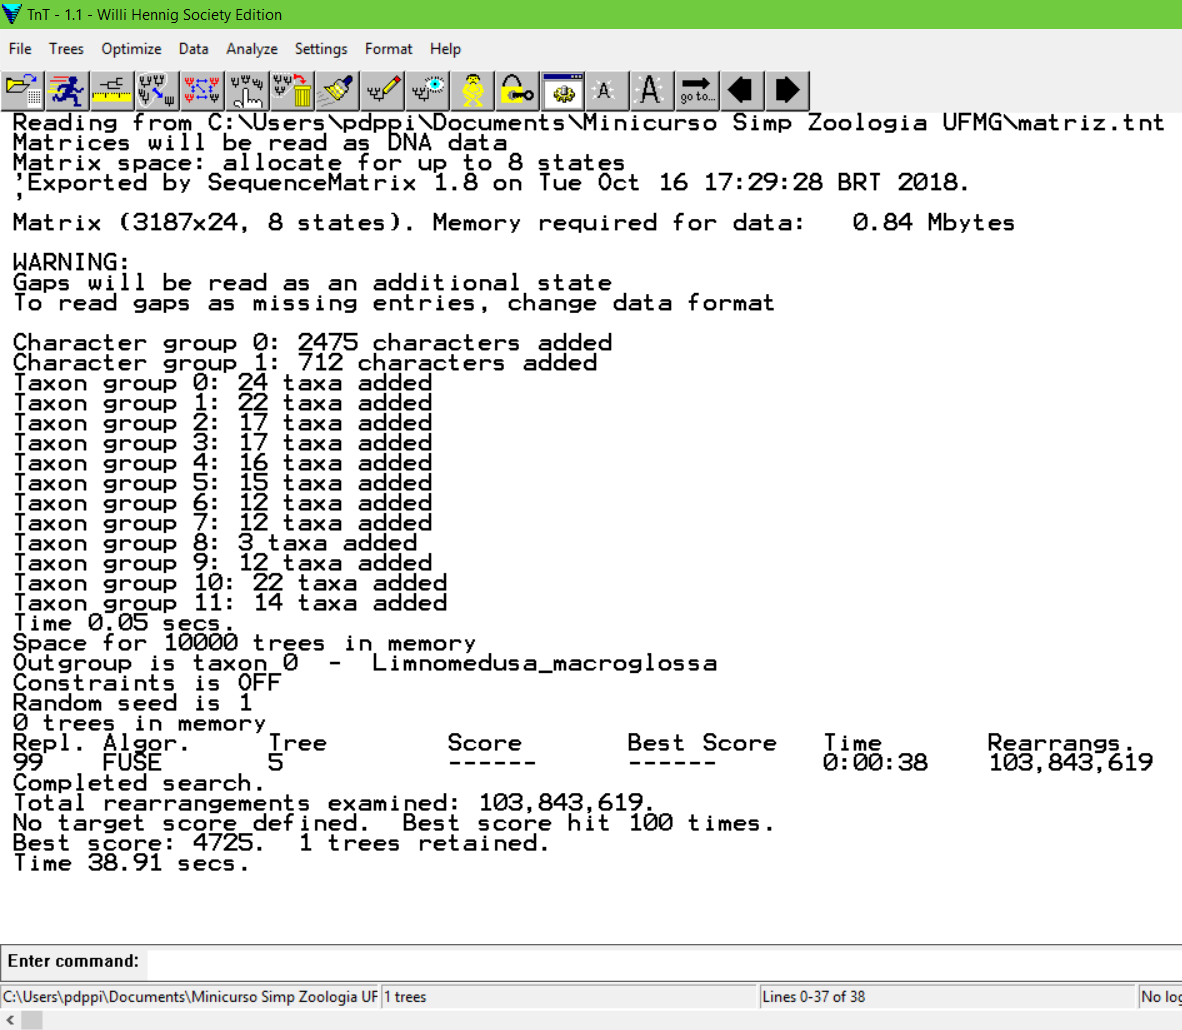 TnT - 1.1 - Willi Hennig Society Edition
File Trees Optimize Data Analyze Settings Format Help
go to...
A A
Reading from C:\Users\pdppi\Documents\Minicurso Simp Zoologia UFMG\matriz.tnt
Matrices will be read as DNA data
Matrix space: allocate for up to 8 states
'Exported by SequenceMatrix 1.8 on Tue Oct 16 17:29:28 BRT 2018.
'
Matrix (3187x24, 8 states). Memory required for data: 0.84 Mbytes
WARNING:
Gaps will be read as an additional state
To read gaps as missing entries, change data format
Character group 0: 2475 characters added
Character group 1: 712 characters added
Taxon group 0: 24 taxa added
Taxon group 1: 22 taxa added
Taxon group 2: 17 taxa added
Taxon group 3: 17 taxa added
Taxon group 4: 16 taxa added
Taxon group 5: 15 taxa added
Taxon group 6: 12 taxa added
Taxon group 7: 12 taxa added
Taxon group 8: 3 taxa added
Taxon group 9: 12 taxa added
Taxon group 10: 22 taxa added
Taxon group 11: 14 taxa added
Time 0.05 secs.
Space for 10000 trees in memory
Outgroup is taxon 0 - Limnomedusa_macroglossa
Constraints is OFF
Random seed is 1
0 trees in memory
Repl. Algor. Tree Score Best Score Time Rearrangs.
99 FUSE 5 ------ ------ 0:00:38 103,843,619
Completed search.
Total rearrangements examined: 103,843,619.
No target score defined. Best score hit 100 times.
Best score: 4725. 1 trees retained.
Time 38.91 secs.
Enter command:
C:\Users\pdppi\Documents\Minicurso Simp Zoologia UF 1 trees Lines 0-37 of 38 No log